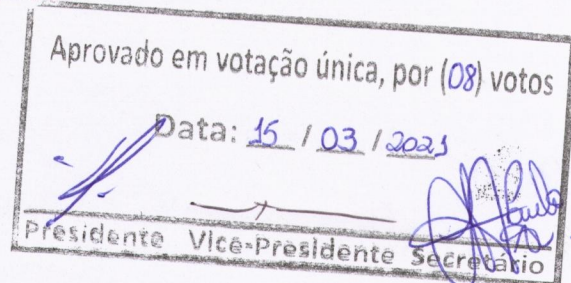 Aprovado em votação única, por (08) votos
Data: 15 / 03 / 2021
Presidente Vice-Presidente Secretário